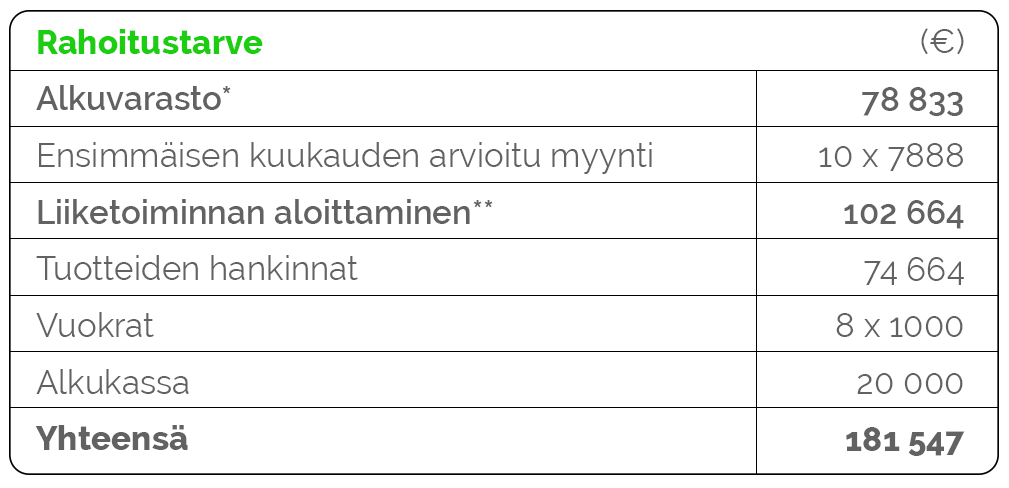 Rahoitustarve (€)
Alkuvarasto* 78 833
Ensimmäisen kuukauden arvioitu myynti 10 x 7888
Liiketoiminnan aloittaminen** 102 664
Tuotteiden hankinnat 74 664
Vuokrat 8 x 1000
Alkukassa 20 000
Yhteensä 181 547